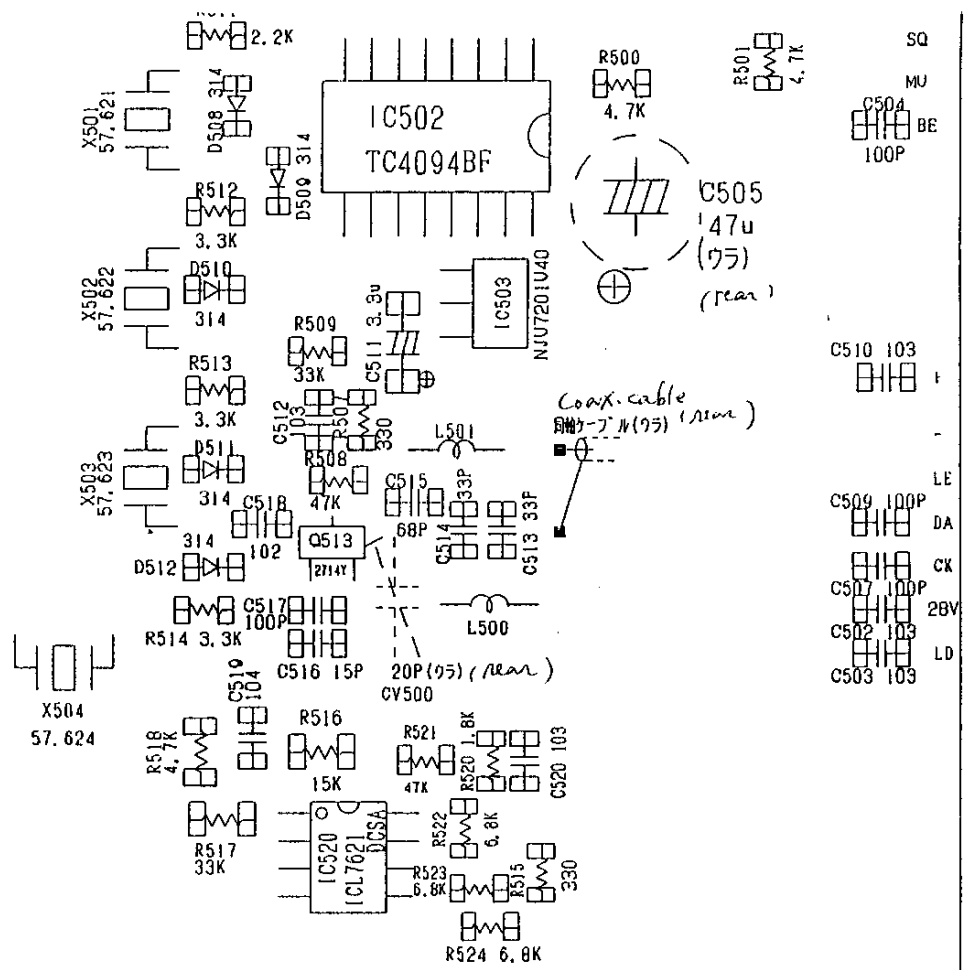 2.2K
SQ
MU
BE
C504
100P
R500
4.7K
R501
4.7K
X501
57.621
D508 314
D509 314
IC502
TC4094BF
C505
47u
(ウラ)
(rear)
R512
3.3K
D510
314
X502
57.622
R509
33K
C511 3.3u
IC503
NJU7201U40
C510 103
R513
3.3K
C512
103
R507
330
Coax.cable
同軸ケーブル(ウラ) (rear)
L501
D511
314
X503
57.623
R508
47K
C515
68P
33P
C514
33P
C513
LE
C509 100P
DA
C518
102
Q513
2714Y
314
D512
CK
C507 100P
28V
C502 103
LD
C503 103
R514 3.3K
C517
100P
C516 15P
L500
20P(ウラ) (rear)
CV500
X504
57.624
C519
104
R518
4.7K
R516
15K
R521
47K
R520 1.8K
C520 103
R517
33K
IC520
ICL7621
DCSA
R522
6.8K
R523
6.8K
R515
330
R524 6.8K